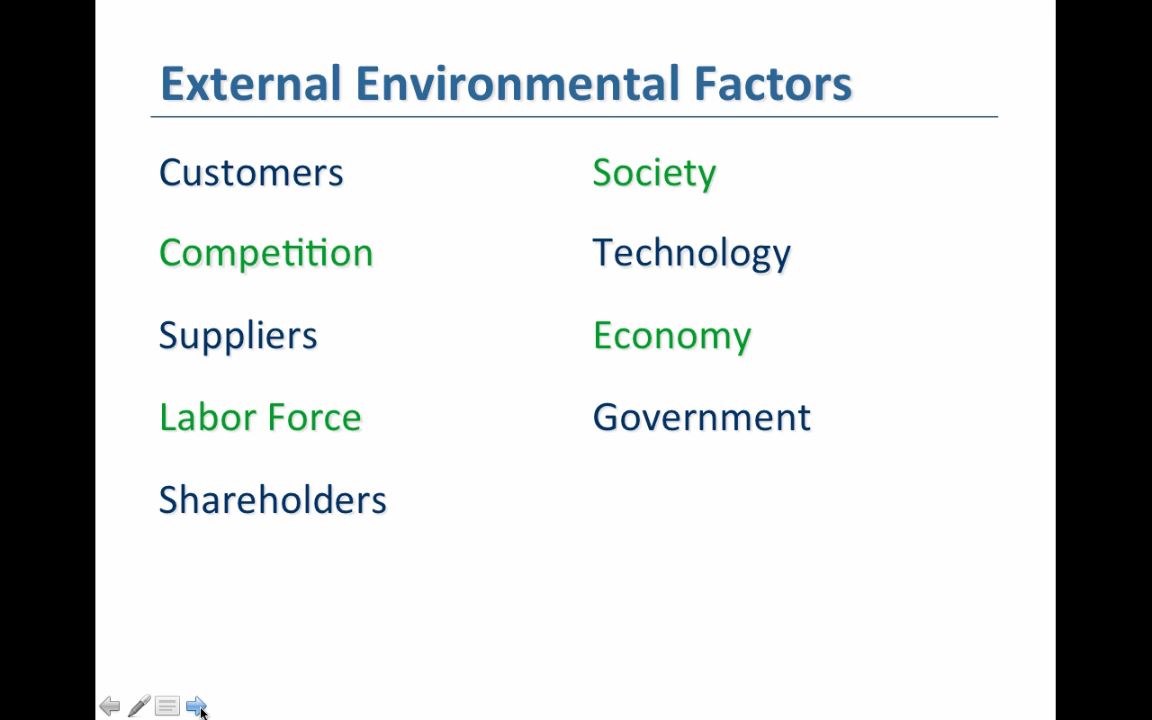 External Environmental Factors
Customers
Competition
Suppliers
Labor Force
Shareholders
Society
Technology
Economy
Government